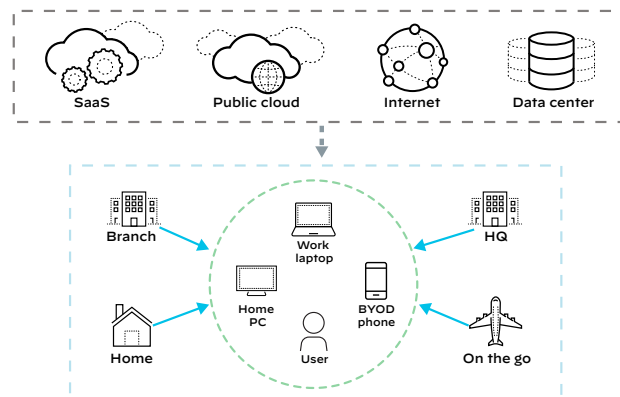 SaaS
Public cloud
Internet
Data center
Branch
HQ
Work
laptop
Home
PC
BYOD
phone
Home
User
On the go